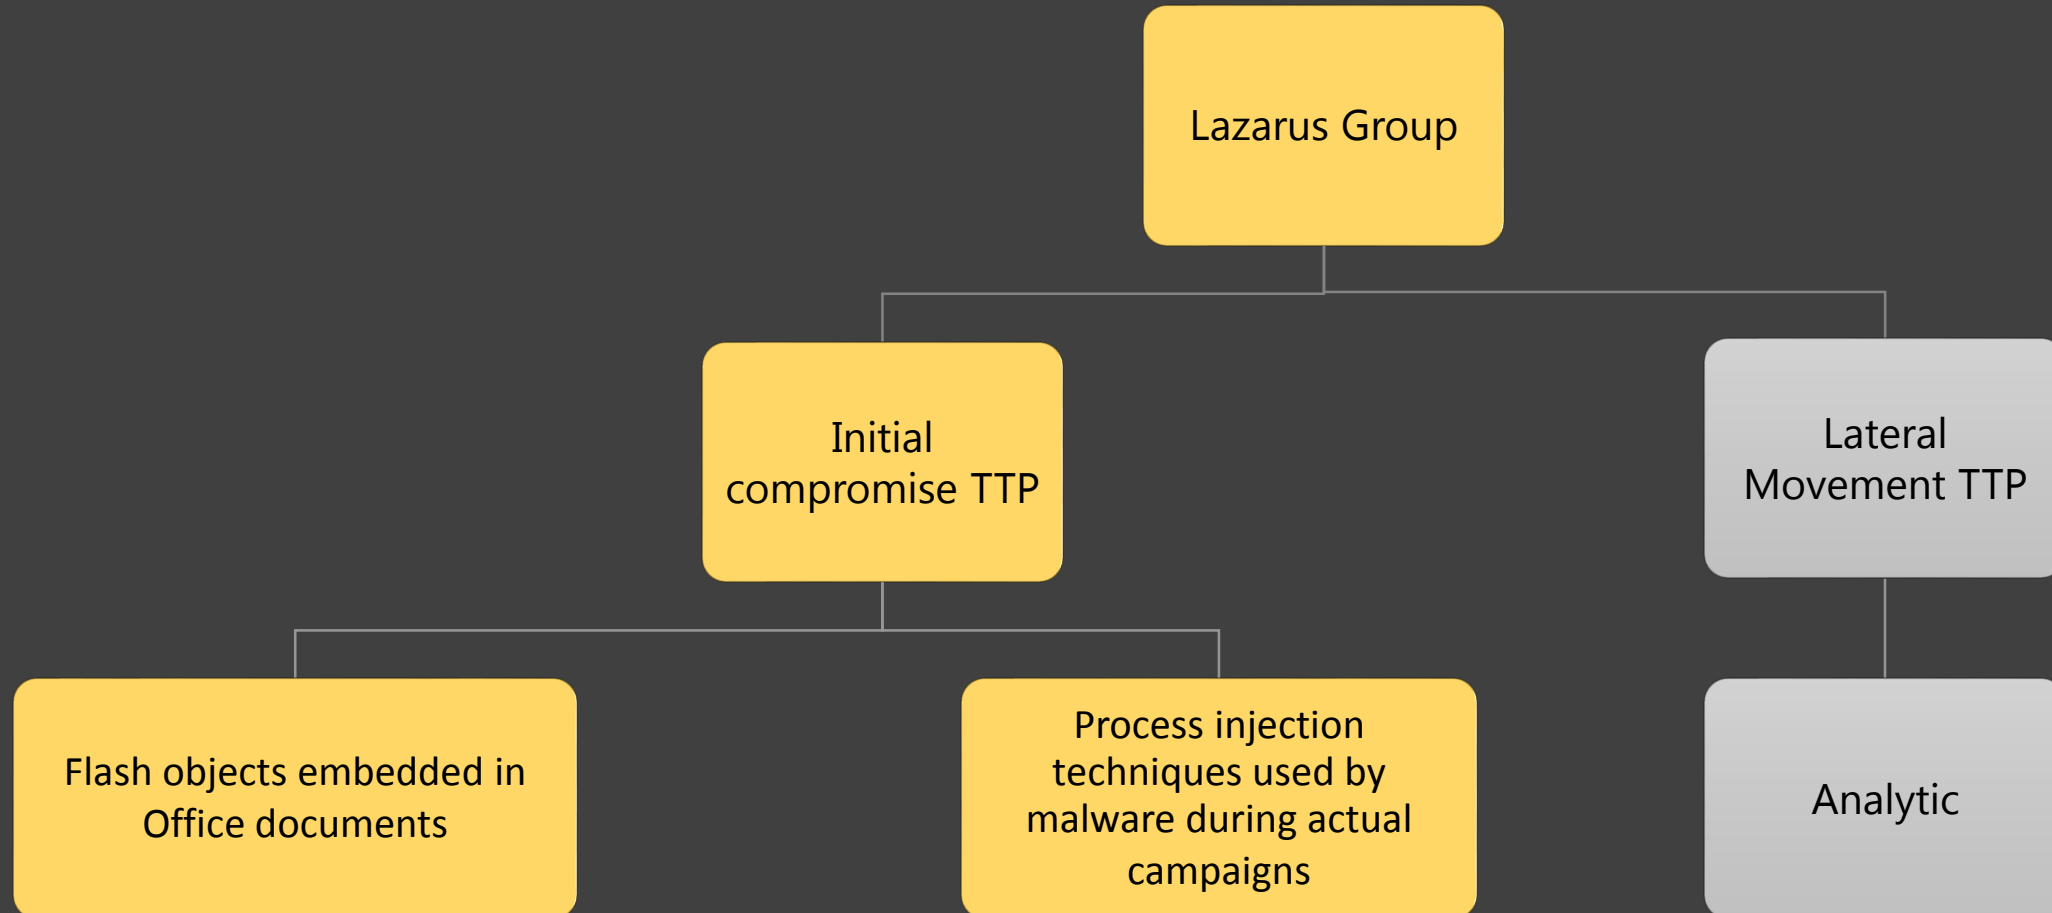 Lazarus Group
Initial
compromise TTP
Lateral
Movement TTP
Flash objects embedded in
Office documents
Process injection
techniques used by
malware during actual
campaigns
Analytic